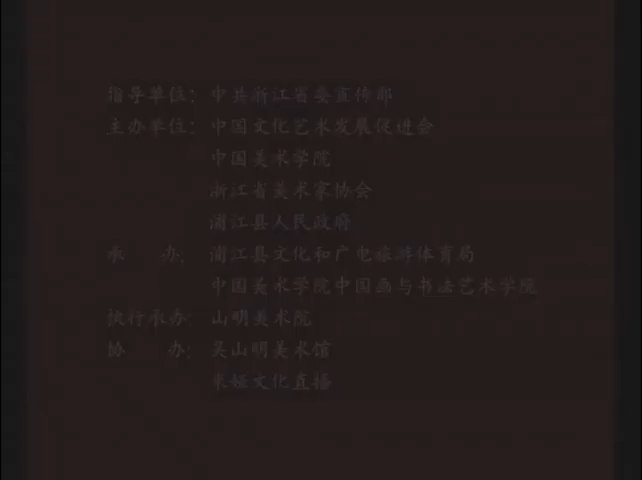 指导单位：中共浙江省委宣传部
主办单位：中国文化艺术发展促进会
中国美术学院
浙江省美术家协会
浦江县人民政府
承 办：浦江县文化和广电旅游体育局
中国美术学院中国画与书法艺术学院
执行承办：山明美术院
协 办：吴山明美术馆
米娅文化直播